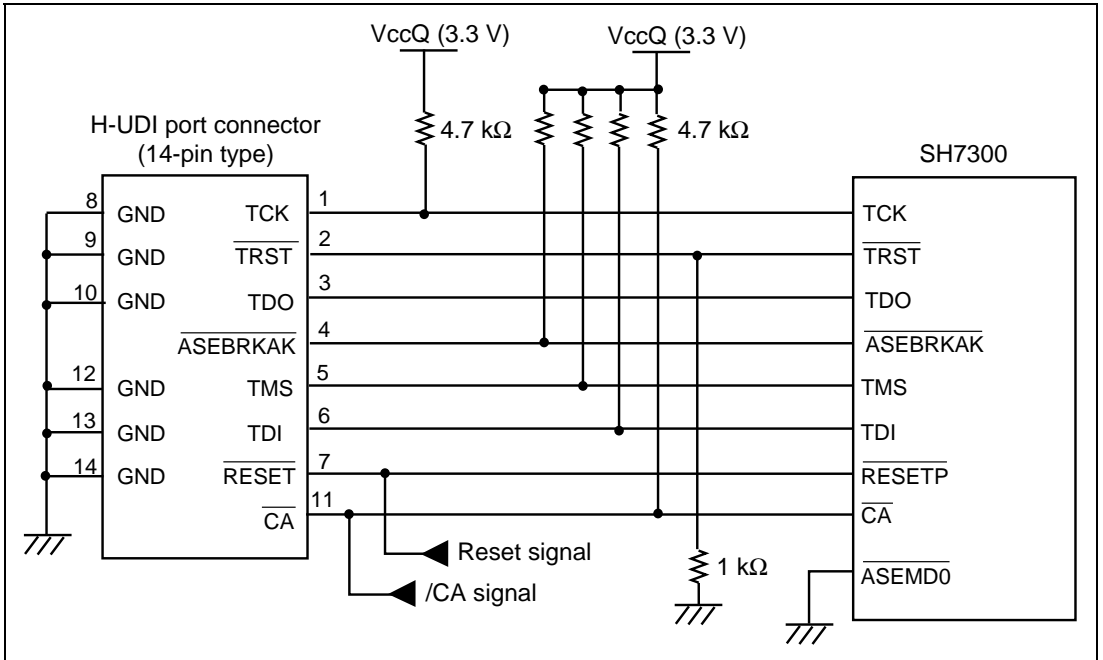 VccQ (3.3 V)
VccQ (3.3 V)
4.7 kΩ
4.7 kΩ
H-UDI port connector
(14-pin type)
SH7300
8 GND TCK 1 TCK
9 GND TRST 2 TRST
10 GND TDO 3 TDO
ASEBRKAK 4 ASEBRKAK
12 GND TMS 5 TMS
13 GND TDI 6 TDI
14 GND RESET 7 RESETP
CA 11 CA
Reset signal
1 kΩ
ASEMD0
/CA signal